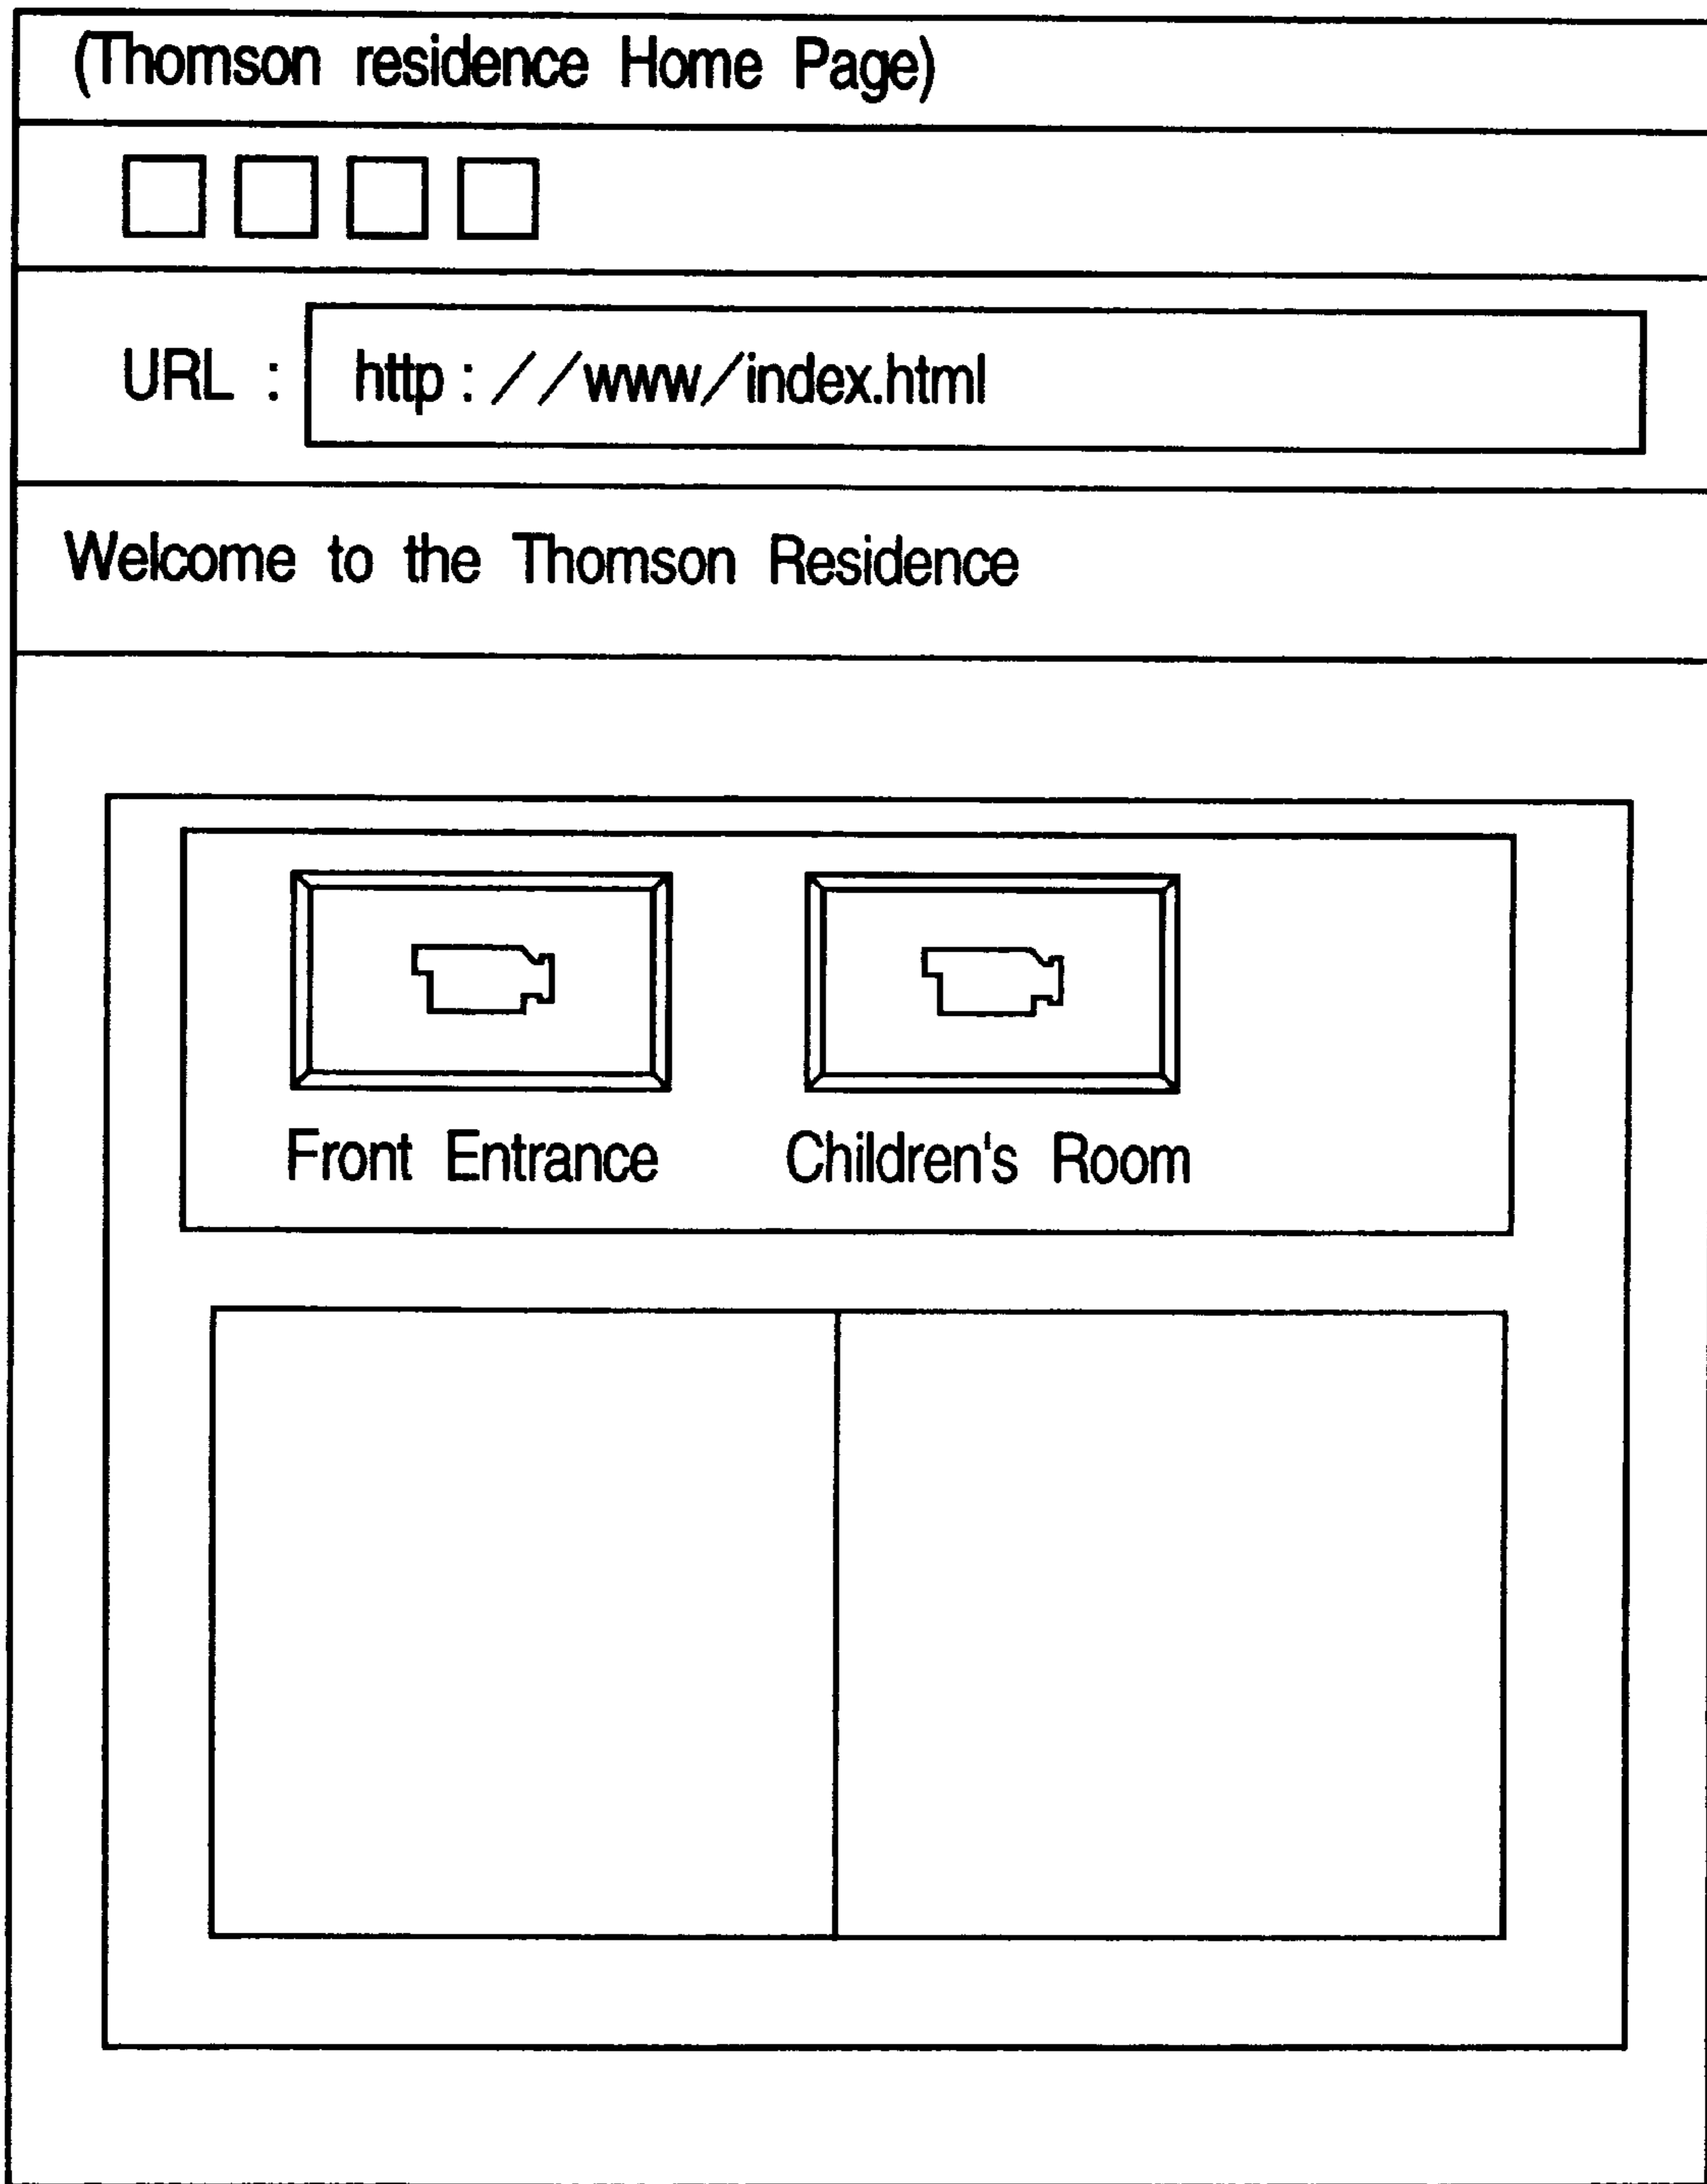 (Thomson residence Home Page)
URL : http://www/index.html
Welcome to the Thomson Residence
Front Entrance Children's Room